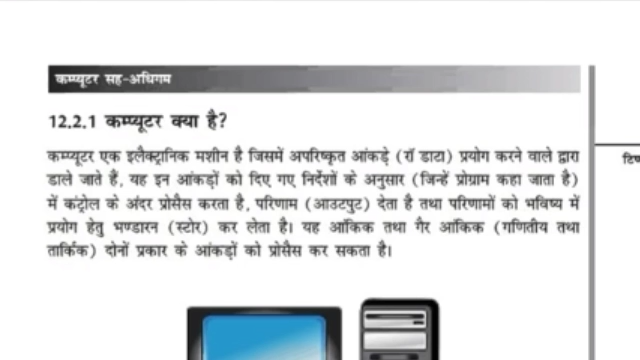 कम्प्यूटर सह-अधिगम
12.2.1 कम्प्यूटर क्या है?
कम्प्यूटर एक इलैक्ट्रानिक मशीन है जिसमें अपरिष्कृत आंकड़े (रॉ डाटा) प्रयोग करने वाले द्वारा
डाले जाते हैं, यह इन आंकड़ों को दिए गए निर्देशों के अनुसार (जिन्हें प्रोग्राम कहा जाता है)
में कंट्रोल के अंदर प्रोसैस करता है, परिणाम (आउटपुट) देता है तथा परिणामों को भविष्य में
प्रयोग हेतु भण्डारन (स्टोर) कर लेता है। यह आंकिक तथा गैर आंकिक (गणितीय तथा
तार्किक) दोनों प्रकार के आंकड़ों को प्रोसैस कर सकता है।